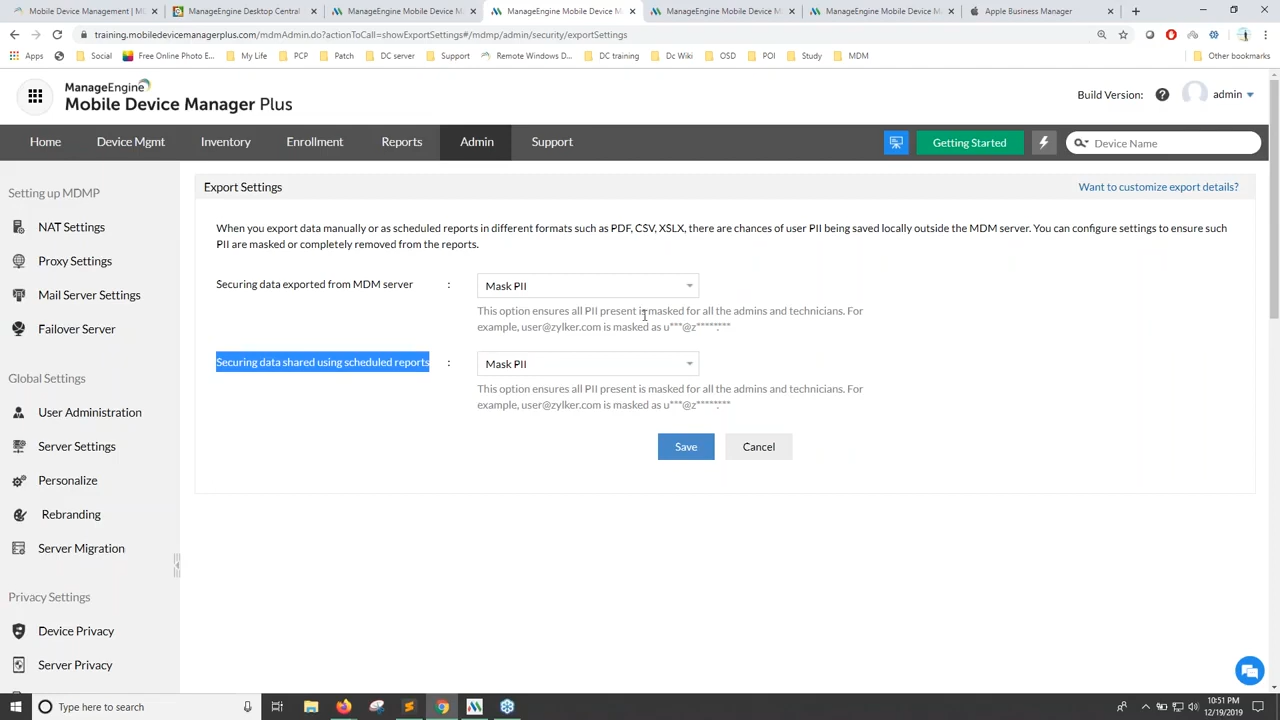 Mobile Device Management | MD
ManageEngine Desktop Central
ManageEngine Mobile Device M
ManageEngine Mobile Device M
ManageEngine Mobile Device M
ManageEngine Mobile Device M
Apple Business Manager
training.mobiledevicemanagerplus.com/mdmAdmin.do?actionToCall=showExportSettings#/mdmp/admin/security/exportSettings
Apps Social Free Online Photo E... My Life PCP Patch DC server Support Remote Windows D... DC training Dc Wiki OSD POI Study MDM Other bookmarks
ManageEngine
Mobile Device Manager Plus
Build Version: ? admin
Home Device Mgmt Inventory Enrollment Reports Admin Support Getting Started Device Name
Setting up MDMP
NAT Settings
Proxy Settings
Mail Server Settings
Failover Server
Global Settings
User Administration
Server Settings
Personalize
Rebranding
Server Migration
Privacy Settings
Device Privacy
Server Privacy
Export Settings Want to customize export details?
When you export data manually or as scheduled reports in different formats such as PDF, CSV, XSLX, there are chances of user PII being saved locally outside the MDM server. You can configure settings to ensure such
PII are masked or completely removed from the reports.
Securing data exported from MDM server : Mask PII
This option ensures all PII present is masked for all the admins and technicians. For
example, user@zylker.com is masked as u***@z******.***
Securing data shared using scheduled reports : Mask PII
This option ensures all PII present is masked for all the admins and technicians. For
example, user@zylker.com is masked as u***@z******.***
Save Cancel
Type here to search
10:51 PM
12/19/2019